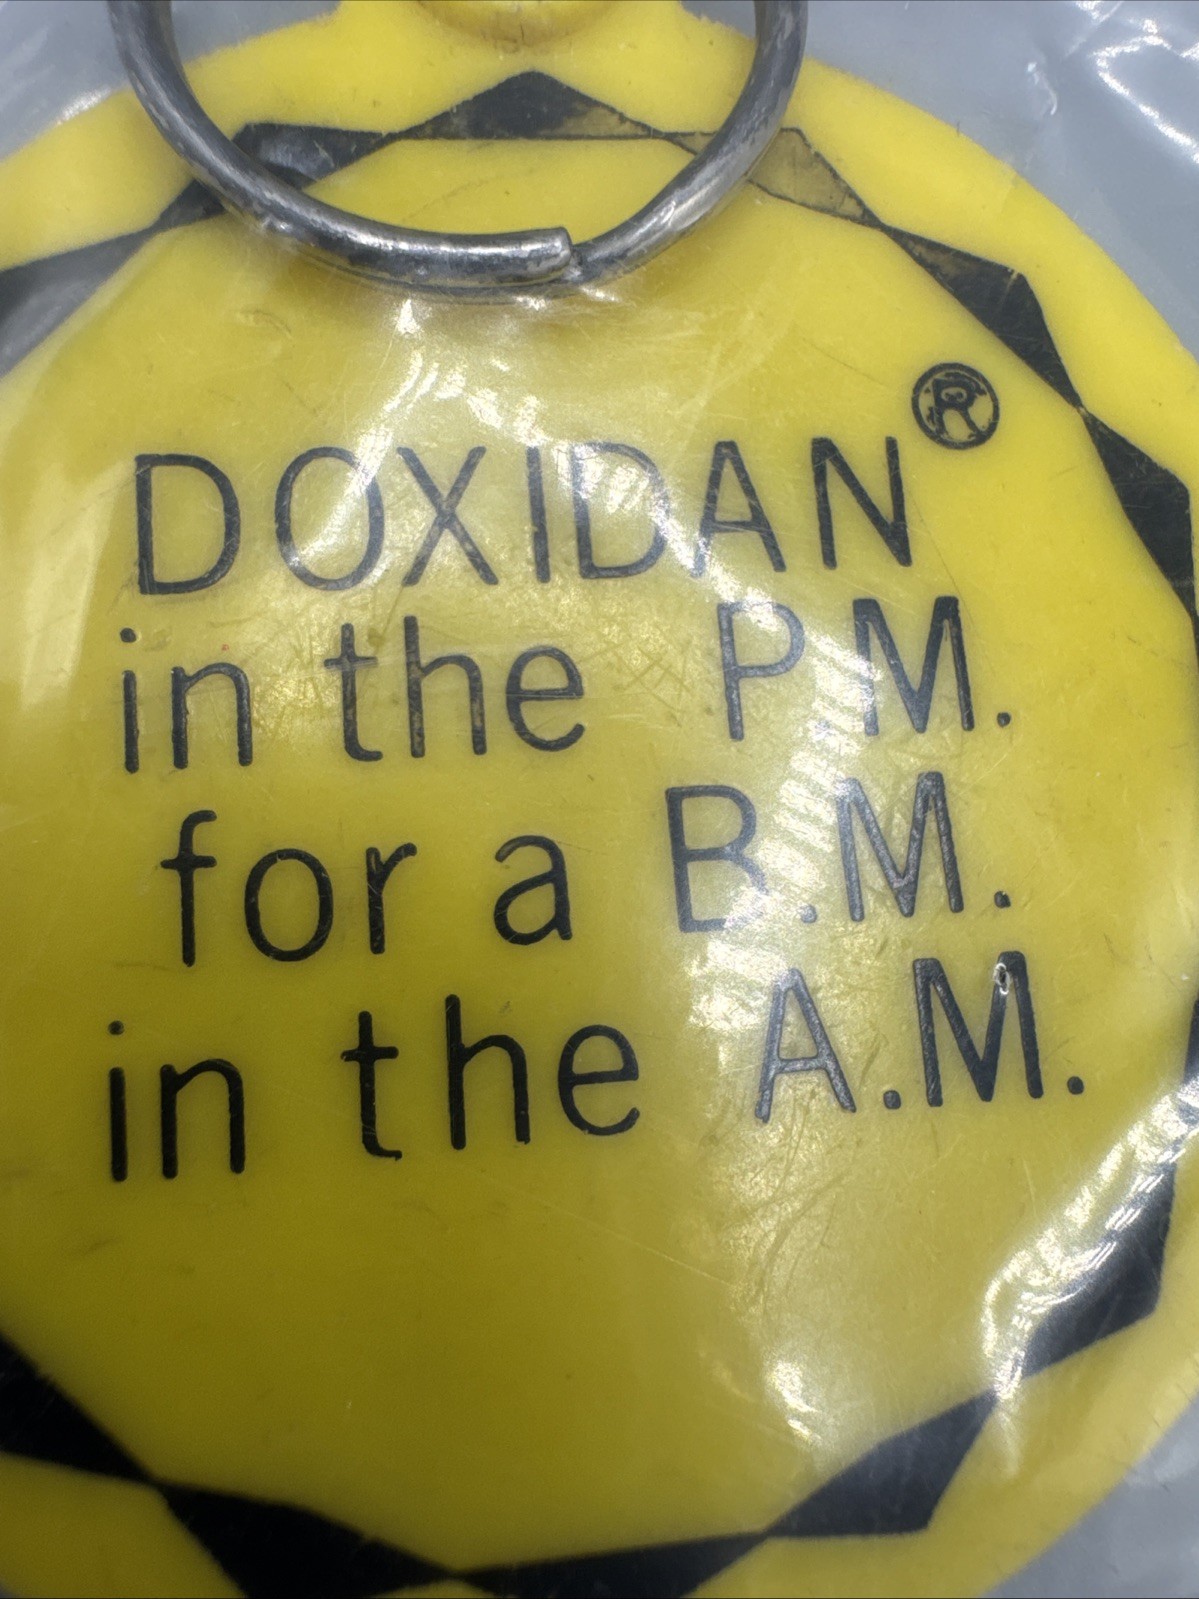 DOXIDAN®
in the P.M.
for a B.M.
in the A.M.